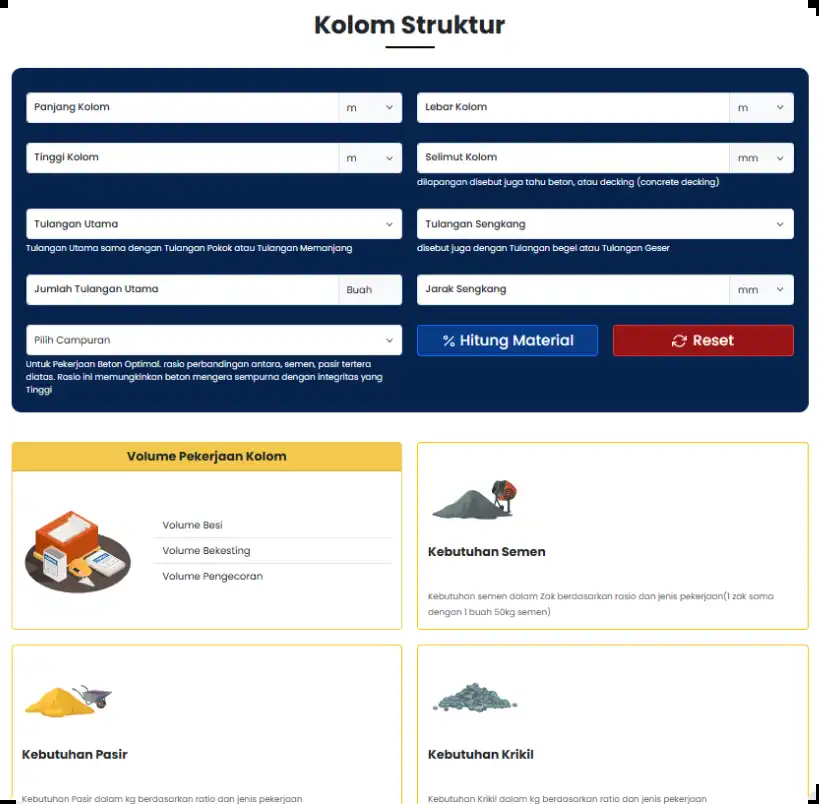 Kolom Struktur
Panjang Kolom m
Lebar Kolom m
Tinggi Kolom m
Selimut Kolom mm
dilapangan disebut juga tahu beton, atau decking (concrete decking)
Tulangan Utama
Tulangan Utama sama dengan Tulangan Pokok atau Tulangan Memanjang
Tulangan Sengkang
disebut juga dengan Tulangan begel atau Tulangan Geser
Jumlah Tulangan Utama Buah
Jarak Sengkang mm
Pilih Campuran
Untuk Pekerjaan Beton Optimal. rasio perbandingan antara, semen, pasir tertera
diatas. Rasio ini memungkinkan beton mengera sempurna dengan integritas yang
Tinggi
Hitung Material
Reset
Volume Pekerjaan Kolom
Volume Besi
Volume Bekesting
Volume Pengecoran
Kebutuhan Semen
Kebutuhan semen dalam Zak berdasarkan rasio dan jenis pekerjaan(1 zak sama
dengan 1 buah 50kg semen)
Kebutuhan Pasir
Kebutuhan Pasir dalam kg berdasarkan ratio dan jenis pekerjaan
Kebutuhan Krikil
Kebutuhan Krikil dalam kg berdasarkan ratio dan jenis pekerjaan